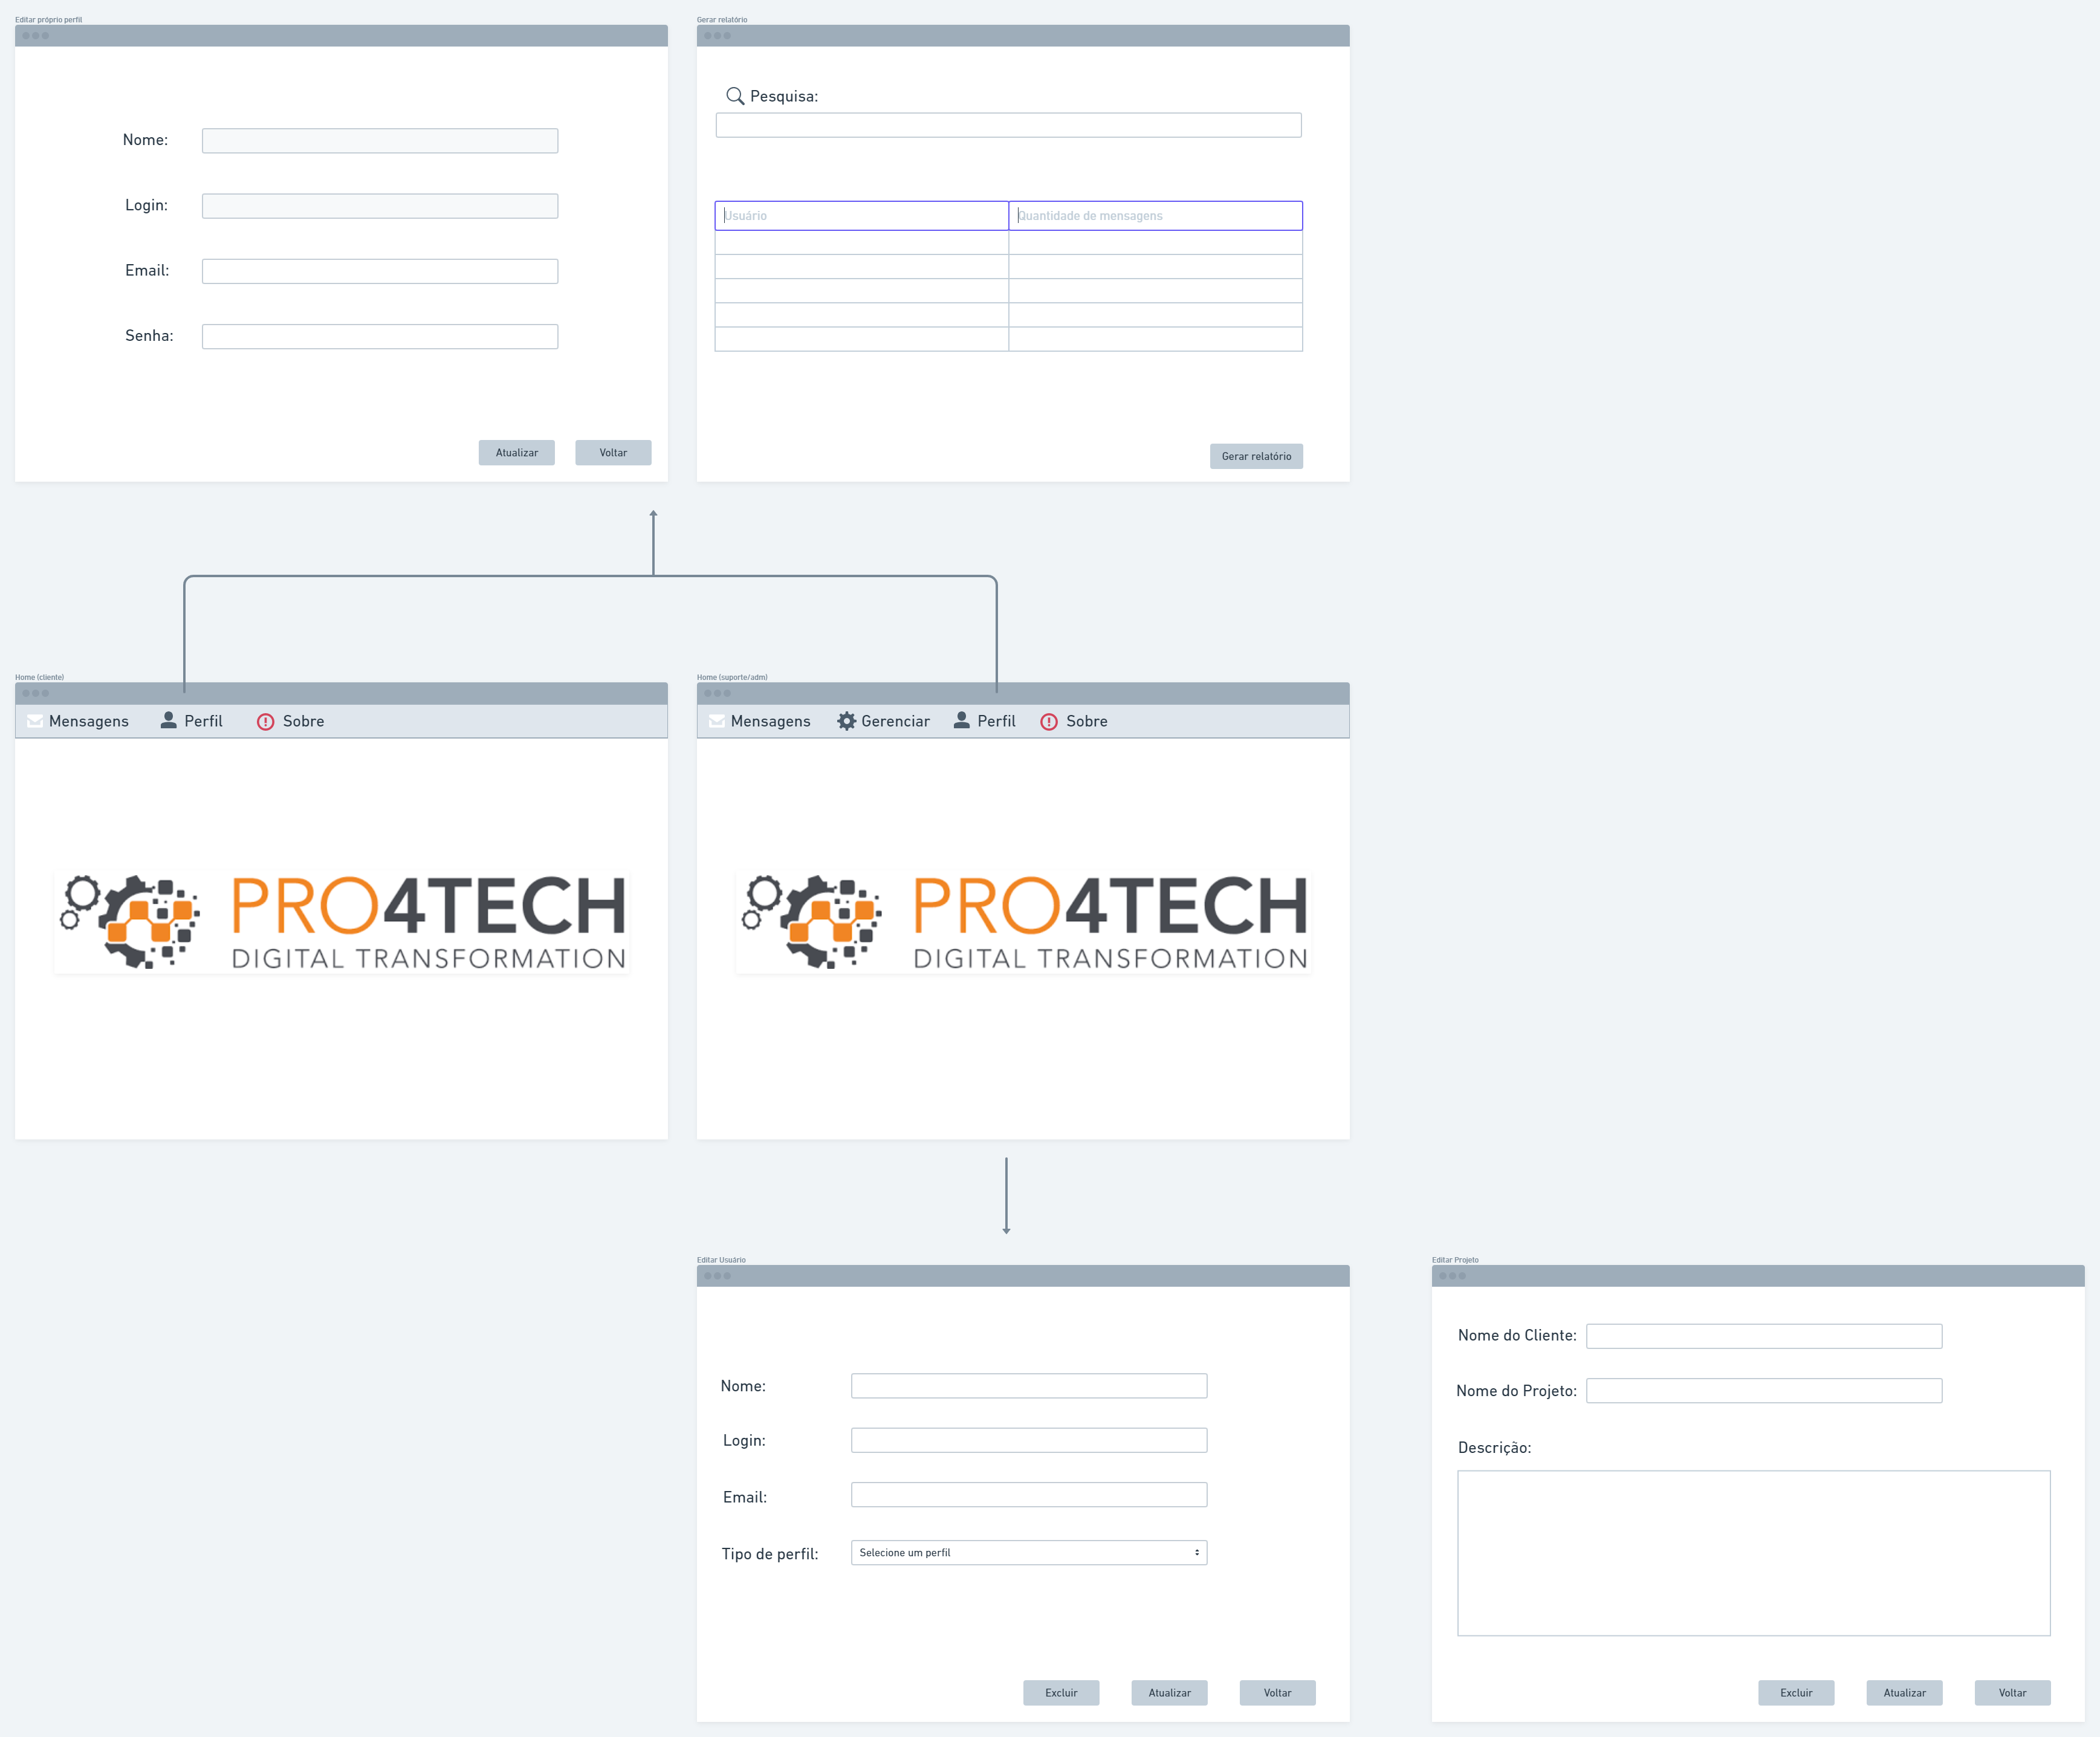 Editar próprio perfil
Nome:
Login:
Email:
Senha:
Atualizar Voltar
Gerar relatório
Pesquisa:
Usuário Quantidade de mensagens
Gerar relatório
Home (cliente)
Mensagens Perfil Sobre
PRO4TECH
DIGITAL TRANSFORMATION
Home (suporte/adm)
Mensagens Gerenciar Perfil Sobre
PRO4TECH
DIGITAL TRANSFORMATION
Editar Usuário
Nome:
Login:
Email:
Tipo de perfil: Selecione um perfil
Excluir Atualizar Voltar
Editar Projeto
Nome do Cliente:
Nome do Projeto:
Descrição:
Excluir Atualizar Voltar